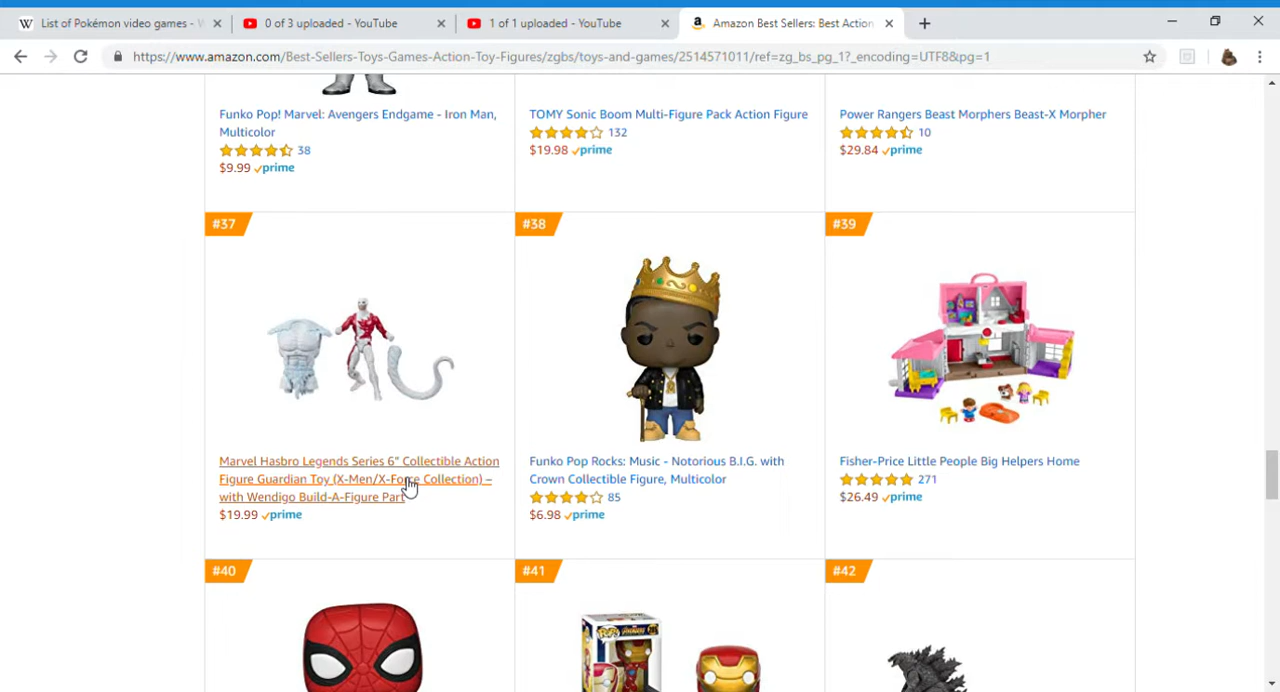 List of Pokémon video games - W
0 of 3 uploaded - YouTube
1 of 1 uploaded - YouTube
Amazon Best Sellers: Best Action
https://www.amazon.com/Best-Sellers-Toys-Games-Action-Toy-Figures/zgbs/toys-and-games/2514571011/ref=zg_bs_pg_1?_encoding=UTF8&pg=1
Funko Pop! Marvel: Avengers Endgame - Iron Man,
Multicolor
38
$9.99 prime
TOMY Sonic Boom Multi-Figure Pack Action Figure
132
$19.98 prime
Power Rangers Beast Morphers Beast-X Morpher
10
$29.84 prime
#37
Marvel Hasbro Legends Series 6" Collectible Action
Figure Guardian Toy (X-Men/X-Force Collection) –
with Wendigo Build-A-Figure Part
$19.99 prime
#38
Funko Pop Rocks: Music - Notorious B.I.G. with
Crown Collectible Figure, Multicolor
85
$6.98 prime
#39
Fisher-Price Little People Big Helpers Home
271
$26.49 prime
#40
#41
#42